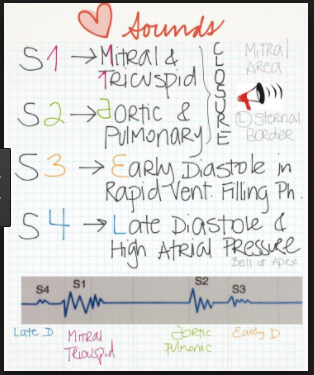 Sounds
S1 → Mitral &
Tricuspid
CLOSURE
Mitral
Area
S2 → Aortic &
Pulmonary
(L) Sternal
Border
S3 → Early Diastole in
Rapid Vent. Filling Ph.
S4 → Late Diastole &
High Atrial Pressure
Bell at Apex
S4 S1 S2 S3
Late D
Mitral
Tricuspid
Aortic
Pulmonic
Early D